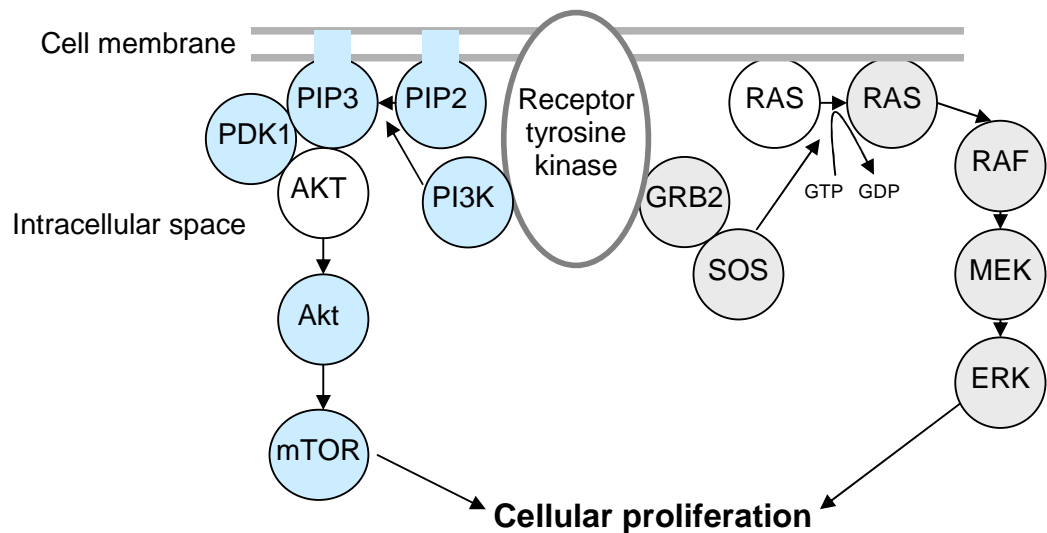 Cell membrane
PIP3
PIP2
Receptor
tyrosine
kinase
RAS
RAS
PDK1
AKT
PI3K
GRB2
GTP
GDP
RAF
Intracellular space
SOS
MEK
Akt
ERK
mTOR
Cellular proliferation